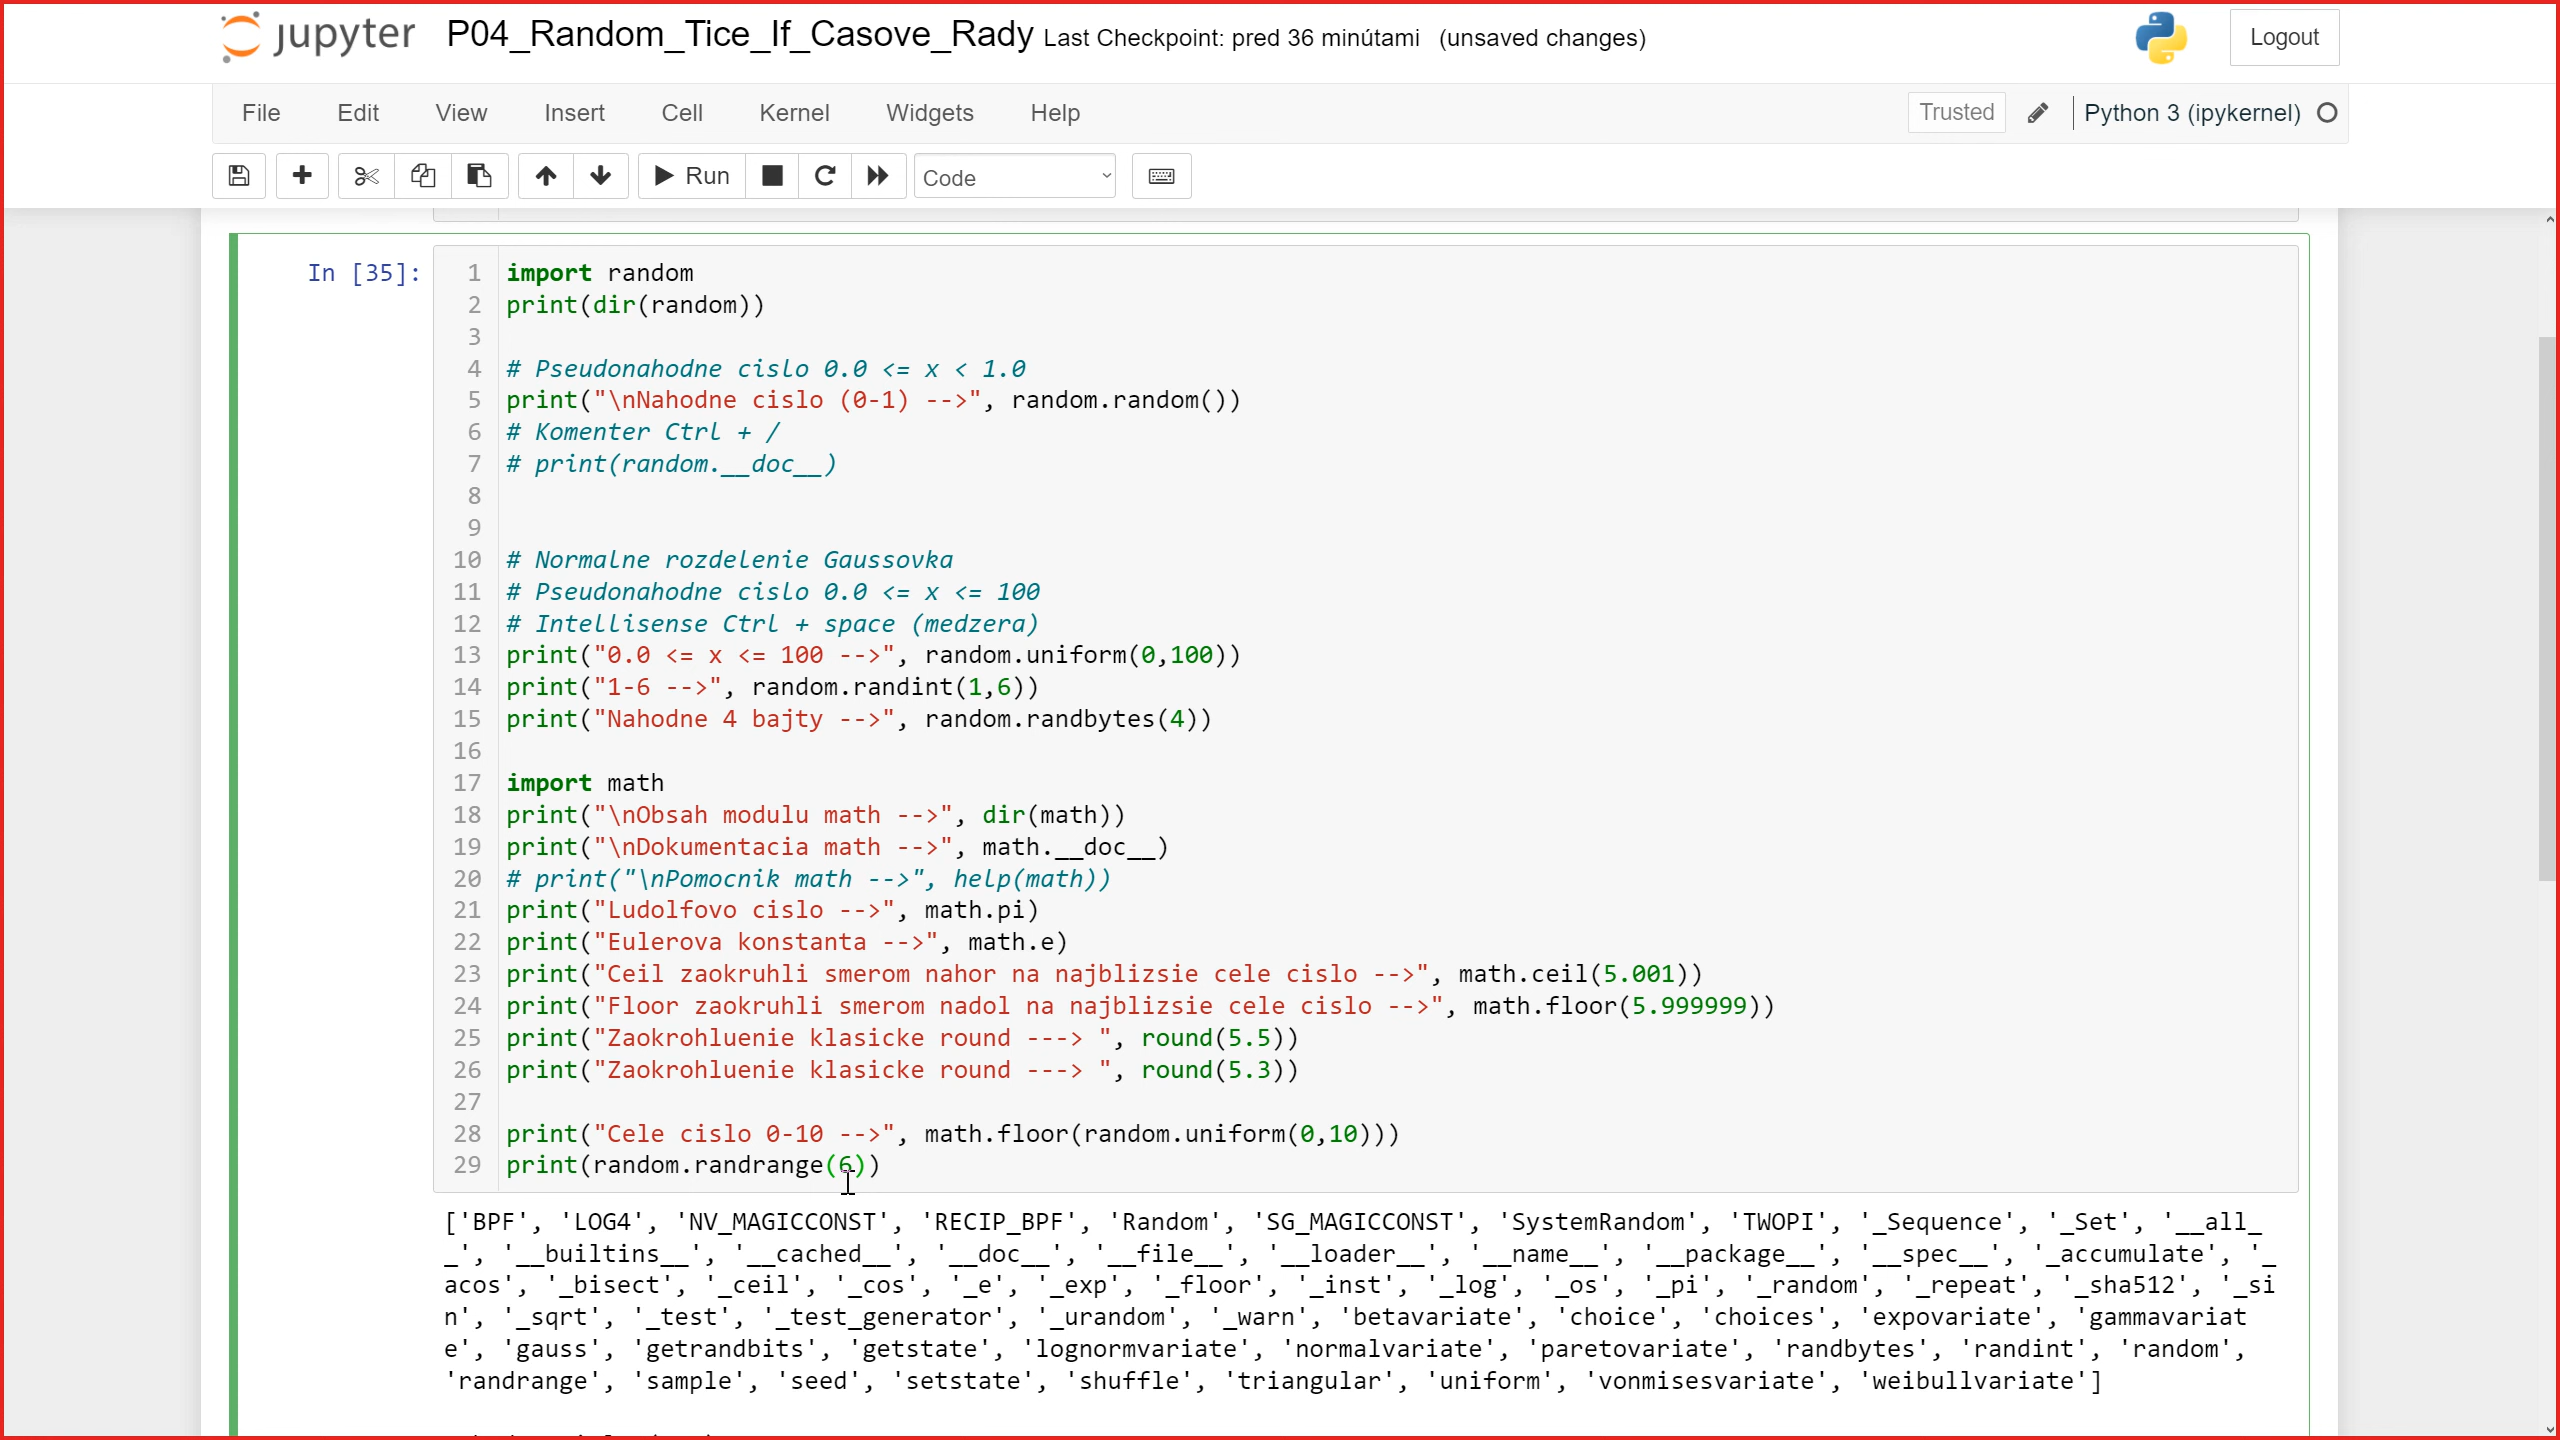 jupyter P04_Random_Tice_If_Casove_Rady Last Checkpoint: pred 36 minútami (unsaved changes) Logout
File Edit View Insert Cell Kernel Widgets Help Trusted Python 3 (ipykernel)
Run Code
In [35]:
1 import random
2 print(dir(random))
3
4 # Pseudonahodne cislo 0.0 <= x < 1.0
5 print("\nNahodne cislo (0-1) -->", random.random())
6 # Komenter Ctrl + /
7 # print(random.__doc__)
8
9
10 # Normalne rozdelenie Gaussovka
11 # Pseudonahodne cislo 0.0 <= x <= 100
12 # Intellisense Ctrl + space (medzera)
13 print("0.0 <= x <= 100 -->", random.uniform(0,100))
14 print("1-6 -->", random.randint(1,6))
15 print("Nahodne 4 bajty -->", random.randbytes(4))
16
17 import math
18 print("\nObsah modulu math -->", dir(math))
19 print("\nDokumentacia math -->", math.__doc__)
20 # print("\nPomocnik math -->", help(math))
21 print("Ludolfovo cislo -->", math.pi)
22 print("Eulerova konstanta -->", math.e)
23 print("Ceil zaokruhli smerom nahor na najblizsie cele cislo -->", math.ceil(5.001))
24 print("Floor zaokruhli smerom nadol na najblizsie cele cislo -->", math.floor(5.999999))
25 print("Zaokrohluenie klasicke round ---> ", round(5.5))
26 print("Zaokrohluenie klasicke round ---> ", round(5.3))
27
28 print("Cele cislo 0-10 -->", math.floor(random.uniform(0,10)))
29 print(random.randrange(6))
['BPF', 'LOG4', 'NV_MAGICCONST', 'RECIP_BPF', 'Random', 'SG_MAGICCONST', 'SystemRandom', 'TWOPI', '_Sequence', '_Set', '__all_
_', '__builtins__', '__cached__', '__doc__', '__file__', '__loader__', '__name__', '__package__', '__spec__', '_accumulate', '_
acos', '_bisect', '_ceil', '_cos', '_e', '_exp', '_floor', '_inst', '_log', '_os', '_pi', '_random', '_repeat', '_sha512', '_si
n', '_sqrt', '_test', '_test_generator', '_urandom', '_warn', 'betavariate', 'choice', 'choices', 'expovariate', 'gammavariat
e', 'gauss', 'getrandbits', 'getstate', 'lognormvariate', 'normalvariate', 'paretovariate', 'randbytes', 'randint', 'random',
'randrange', 'sample', 'seed', 'setstate', 'shuffle', 'triangular', 'uniform', 'vonmisesvariate', 'weibullvariate']